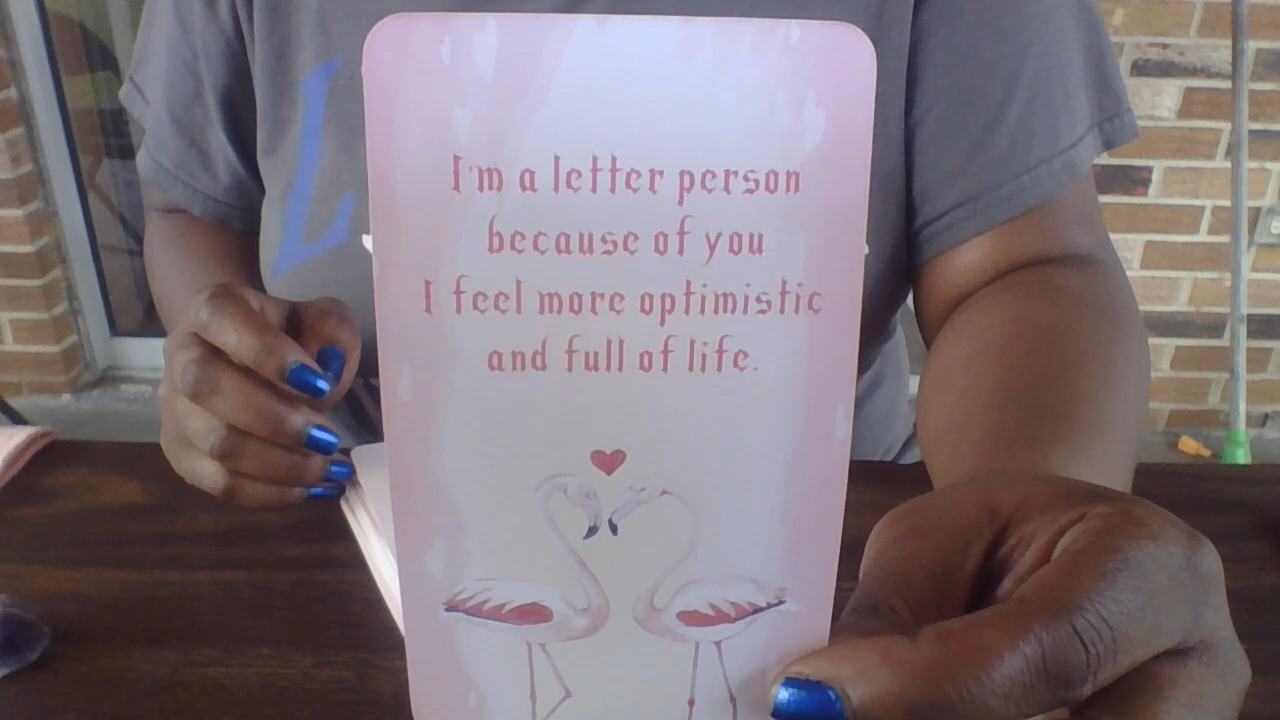 I'm a letter person
because of you
I feel more optimistic
and full of life.
L